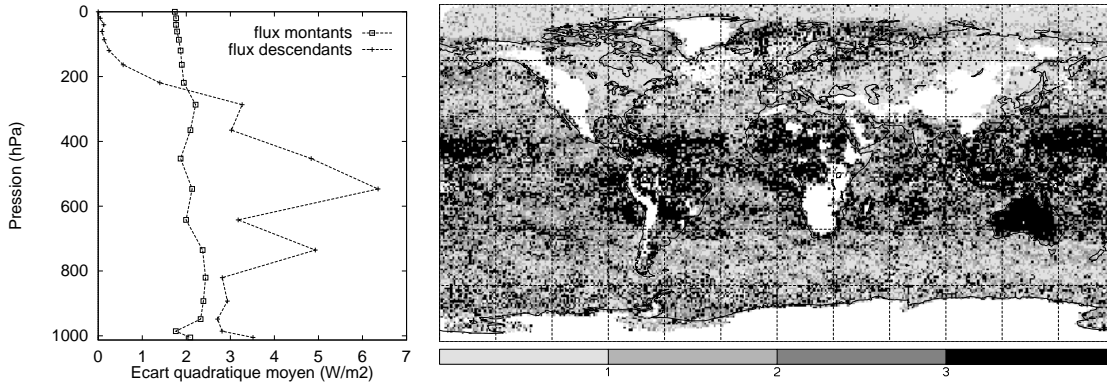 0
200
400
600
800
1000
Pression (hPa)
flux montants
flux descendants
0 1 2 3 4 5 6 7
Ecart quadratique moyen (W/m2)
1 2 3